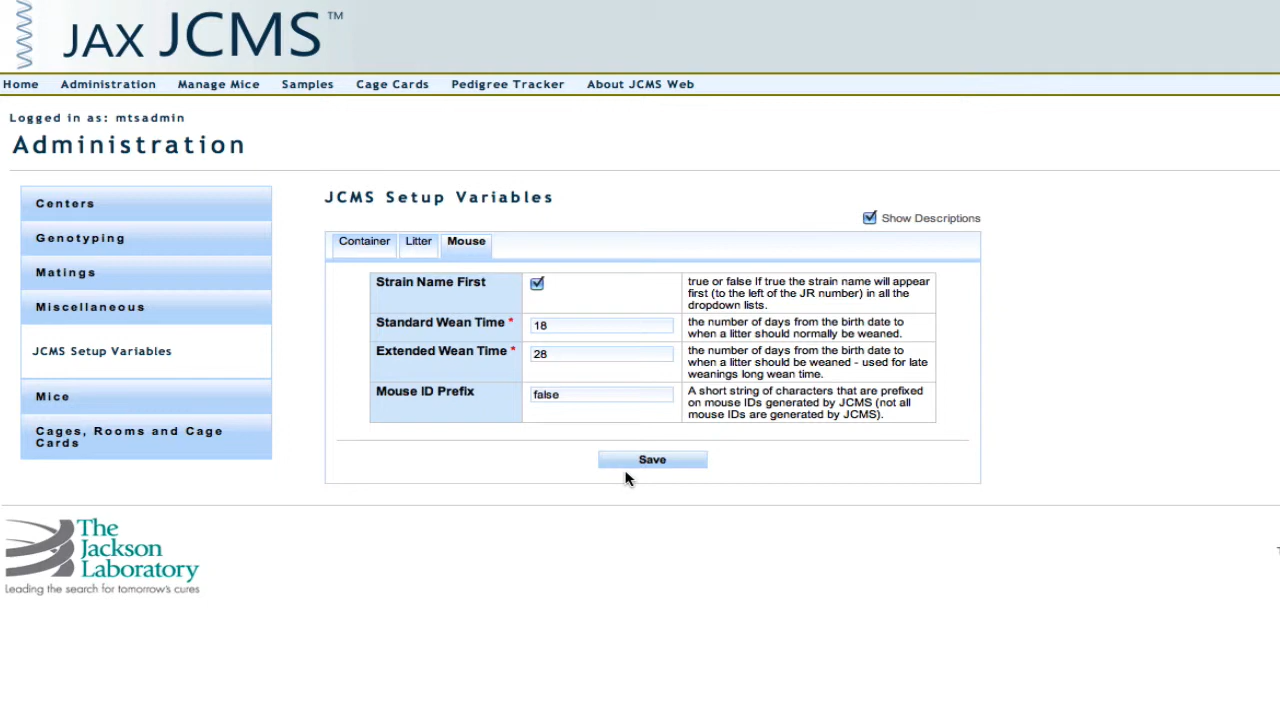 JAX JCMS™
Home Administration Manage Mice Samples Cage Cards Pedigree Tracker About JCMS Web
Logged in as: mtsadmin
Administration
Centers
Genotyping
Matings
Miscellaneous
JCMS Setup Variables
Mice
Cages, Rooms and Cage
Cards
JCMS Setup Variables
Show Descriptions
Container Litter Mouse
Strain Name First
true or false If true the strain name will appear
first (to the left of the JR number) in all the
dropdown lists.
Standard Wean Time * 18
the number of days from the birth date to
when a litter should normally be weaned.
Extended Wean Time * 28
the number of days from the birth date to
when a litter should be weaned - used for late
weanings long wean time.
Mouse ID Prefix false
A short string of characters that are prefixed
on mouse IDs generated by JCMS (not all
mouse IDs are generated by JCMS).
Save
The
Jackson
Laboratory
Leading the search for tomorrow's cures